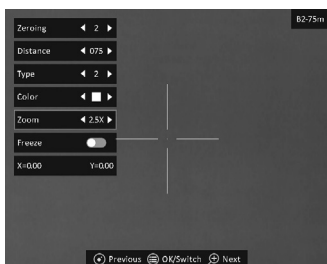 B2-75m
Zeroing 2
Distance 075
Type 2
Color
Zoom 2.5X
Freeze
X=0.00 Y=0.00
Previous OK/Switch Next